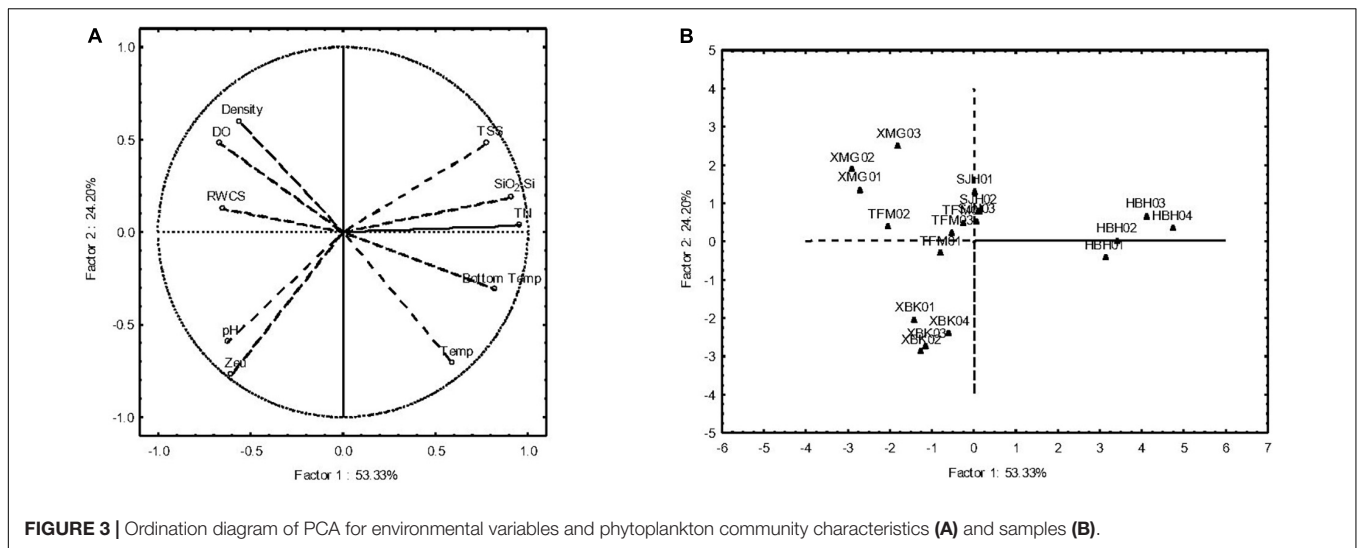 A
1.0
0.5
0.0
-0.5
-1.0
Factor 2 : 24.20%
Density
DO
RWCS
TSS
SiO2-Si
TN
Bottom Temp
Temp
pH
Zeu
-1.0 -0.5 0.0 0.5 1.0
Factor 1 : 53.33%
B
5
4
3
2
1
0
-1
-2
-3
-4
-5
Factor 2: 24.20%
XMG03
XMG02
XMG01
SJH01
SJH02
TFM02
TFM03
TFM01
HBH03
HBH04
HBH02
HBH01
XBK01
XBK04
XBK03
XBK02
-6 -5 -4 -3 -2 -1 0 1 2 3 4 5 6 7
Factor 1: 53.33%
FIGURE 3 | Ordination diagram of PCA for environmental variables and phytoplankton community characteristics (A) and samples (B).